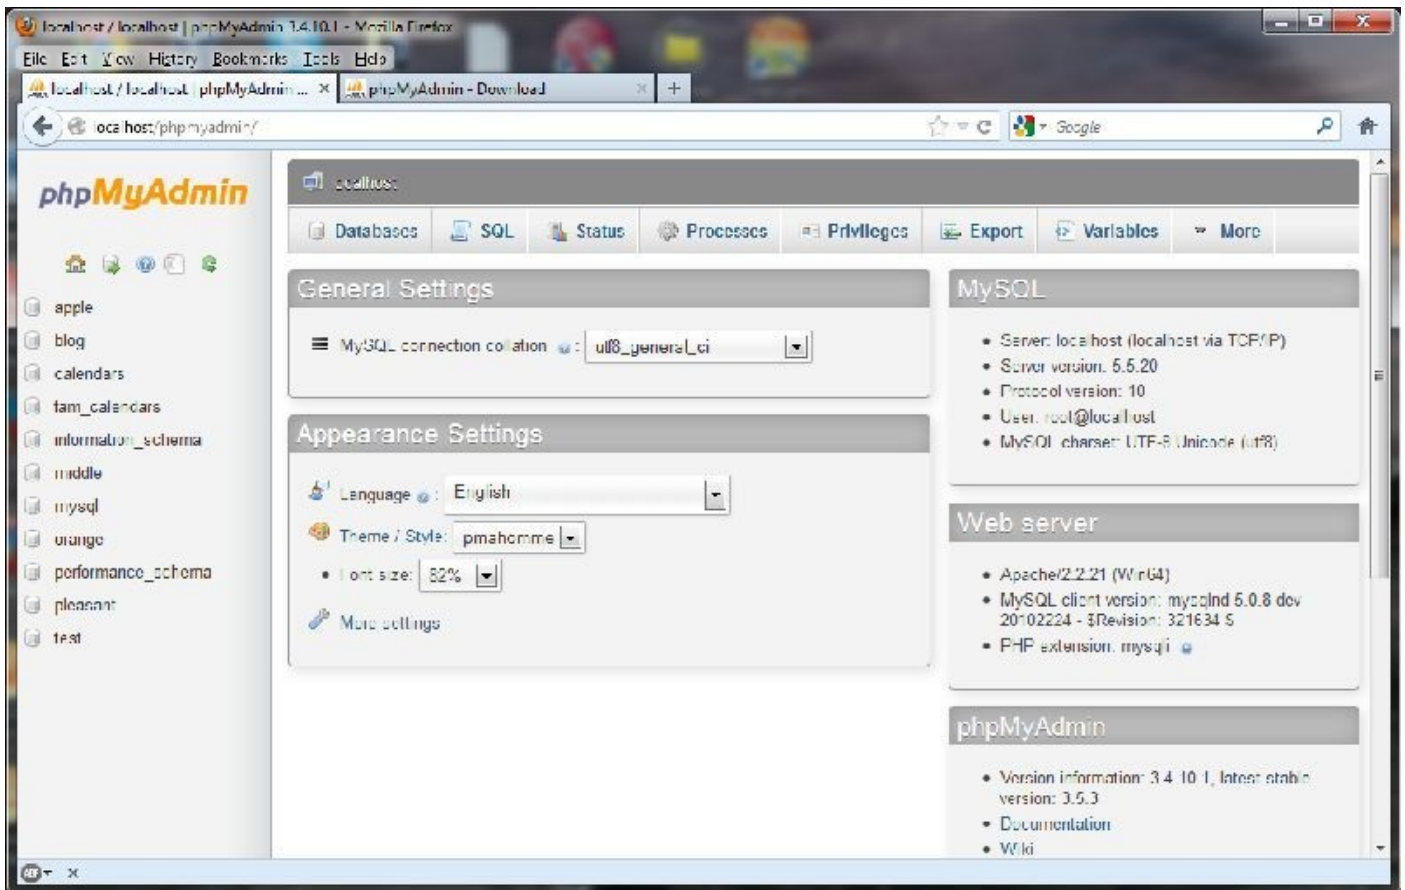 localhost / localhost | phpMyAdmin 3.4.10.1 - Mozilla Firefox
File Edit View History Bookmarks Tools Help
localhost / localhost | phpMyAdmin ... × phpMyAdmin - Download × +
localhost/phpmyadmin/ Google
phpMyAdmin
apple
blog
calendars
fam_calendars
information_schema
middle
mysql
orange
performance_schema
pleasant
test
localhost
Databases SQL Status Processes Privileges Export Variables More
General Settings
MySQL connection collation : utf8_general_ci
Appearance Settings
Language : English
Theme / Style: pmahomme
• Font size: 82%
More settings
MySQL
• Server: localhost (localhost via TCP/IP)
• Server version: 5.5.20
• Protocol version: 10
• User: root@localhost
• MySQL charset: UTF-8 Unicode (utf8)
Web server
• Apache/2.2.21 (Win64)
• MySQL client version: mysqlnd 5.0.8 dev
20102224 - $Revision: 321634 $
• PHP extension: mysqli
phpMyAdmin
• Version information: 3.4.10.1, latest stable
version: 3.5.3
• Documentation
• Wiki
ABP ×